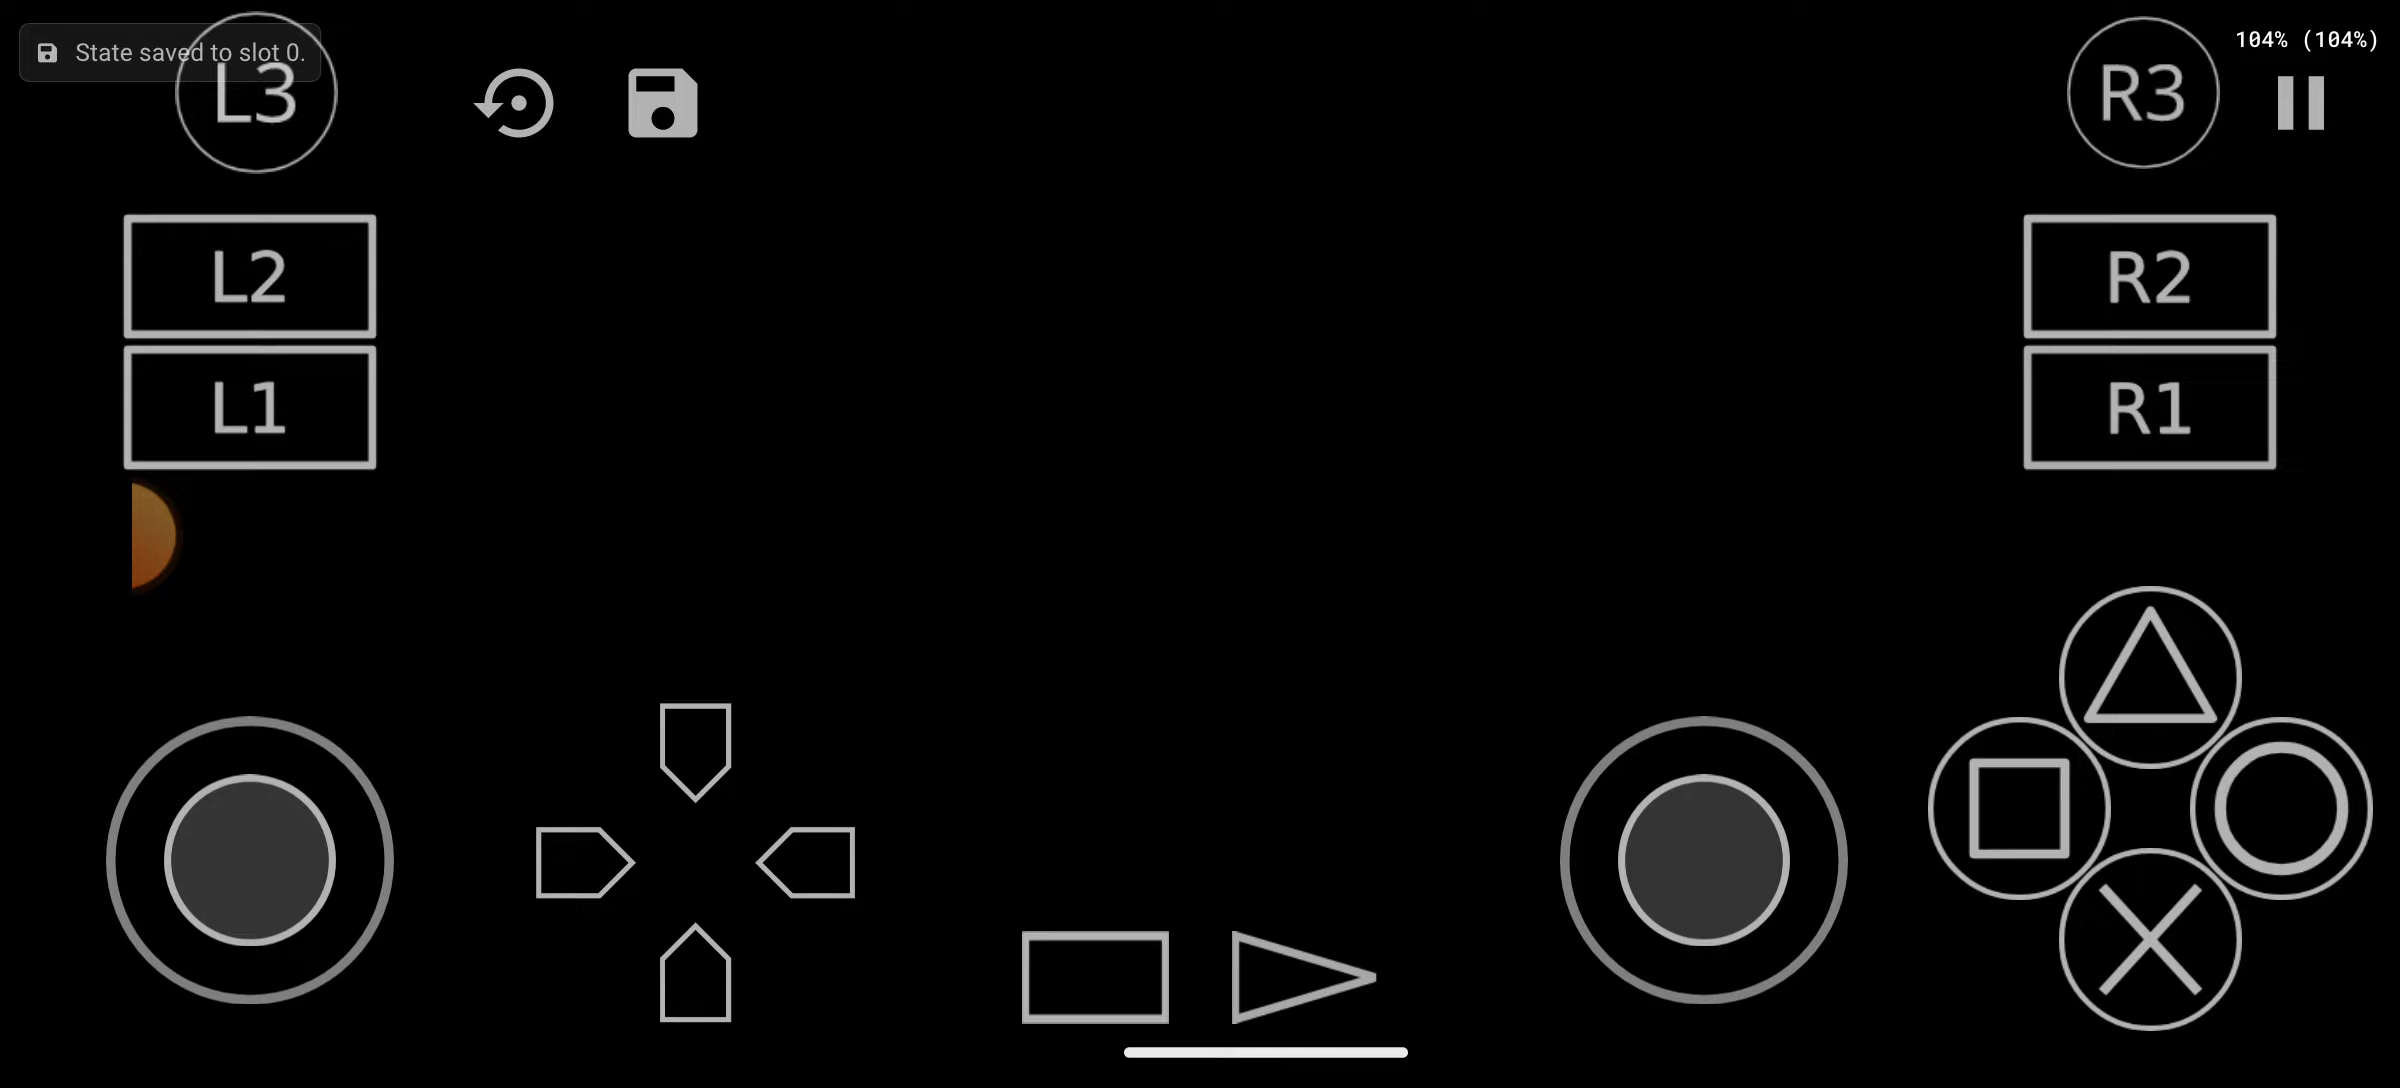 State saved to slot 0.
L3
R3
104% (104%)
L2
R2
L1
R1